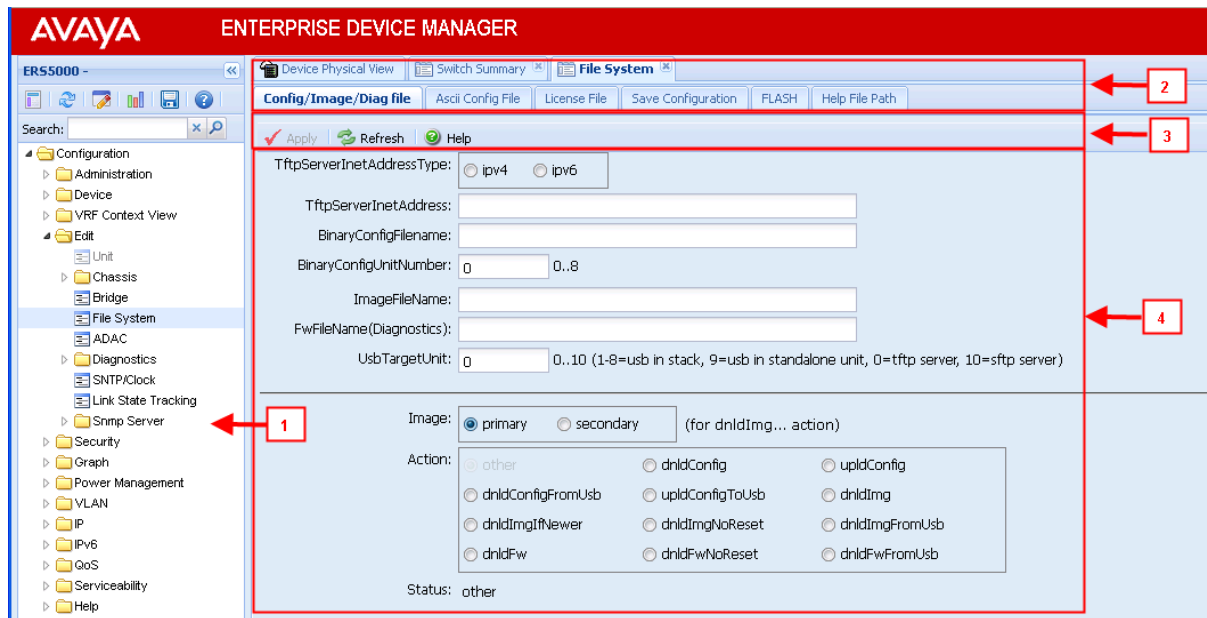 AVAYA ENTERPRISE DEVICE MANAGER
ERS5000 -
Device Physical View Switch Summary File System
2
Config/Image/Diag file Ascii Config File License File Save Configuration FLASH Help File Path
Search:
Apply Refresh Help
3
Configuration
Administration
Device
VRF Context View
Edit
Unit
Chassis
Bridge
File System
ADAC
Diagnostics
SNTP/Clock
Link State Tracking
Snmp Server
Security
Graph
Power Management
VLAN
IP
IPv6
QoS
Serviceability
Help
1
TftpServerInetAddressType: ipv4 ipv6
TftpServerInetAddress:
BinaryConfigFilename:
BinaryConfigUnitNumber: 0 0..8
ImageFileName:
FwFileName(Diagnostics):
UsbTargetUnit: 0 0..10 (1-8=usb in stack, 9=usb in standalone unit, 0=tftp server, 10=sftp server)
4
Image: primary secondary (for dnldImg... action)
Action: other dnldConfig upldConfig
dnldConfigFromUsb upldConfigToUsb dnldImg
dnldImgIfNewer dnldImgNoReset dnldImgFromUsb
dnldFw dnldFwNoReset dnldFwFromUsb
Status: other